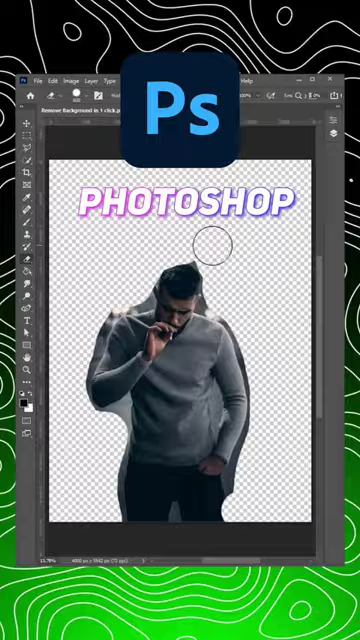 Ps
File Edit Image Layer Type
Help
Remove Background in 1 click.p
PHOTOSHOP